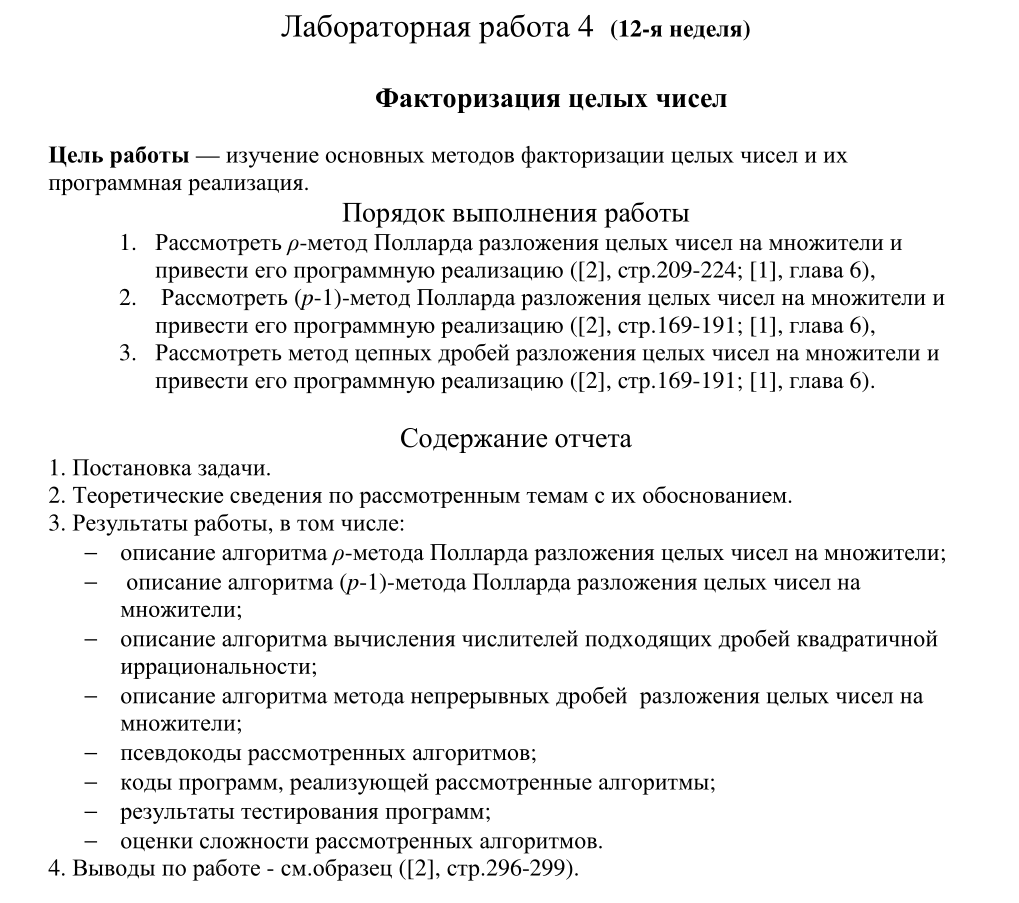 Лабораторная работа 4 (12-я неделя)
Факторизация целых чисел
Цель работы — изучение основных методов факторизации целых чисел и их
программная реализация.
Порядок выполнения работы
1. Рассмотреть ρ-метод Полларда разложения целых чисел на множители и
привести его программную реализацию ([2], стр.209-224; [1], глава 6),
2. Рассмотреть (p-1)-метод Полларда разложения целых чисел на множители и
привести его программную реализацию ([2], стр.169-191; [1], глава 6),
3. Рассмотреть метод цепных дробей разложения целых чисел на множители и
привести его программную реализацию ([2], стр.169-191; [1], глава 6).
Содержание отчета
1. Постановка задачи.
2. Теоретические сведения по рассмотренным темам с их обоснованием.
3. Результаты работы, в том числе:
− описание алгоритма ρ-метода Полларда разложения целых чисел на множители;
− описание алгоритма (p-1)-метода Полларда разложения целых чисел на
множители;
− описание алгоритма вычисления числителей подходящих дробей квадратичной
иррациональности;
− описание алгоритма метода непрерывных дробей разложения целых чисел на
множители;
− псевдокоды рассмотренных алгоритмов;
− коды программ, реализующей рассмотренные алгоритмы;
− результаты тестирования программ;
− оценки сложности рассмотренных алгоритмов.
4. Выводы по работе - см.образец ([2], стр.296-299).